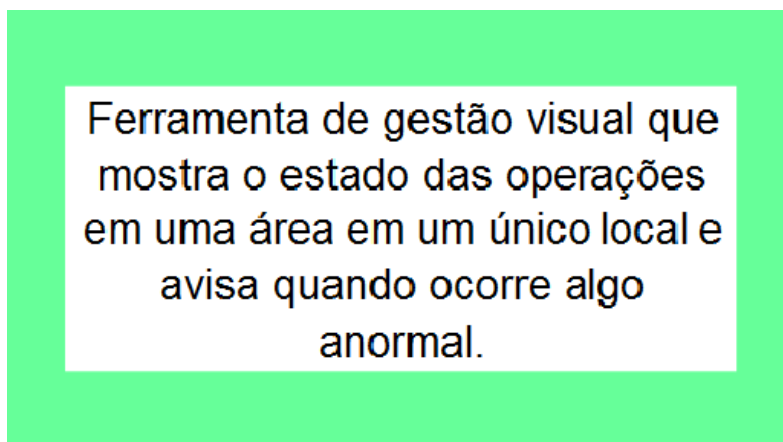 Ferramenta de gestão visual que
mostra o estado das operações
em uma área em um único local e
avisa quando ocorre algo
anormal.